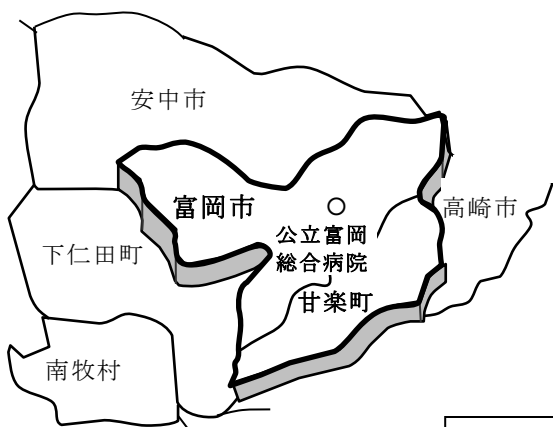 安中市
富岡市
高崎市
公立富岡
総合病院
下仁田町
甘楽町
南牧村